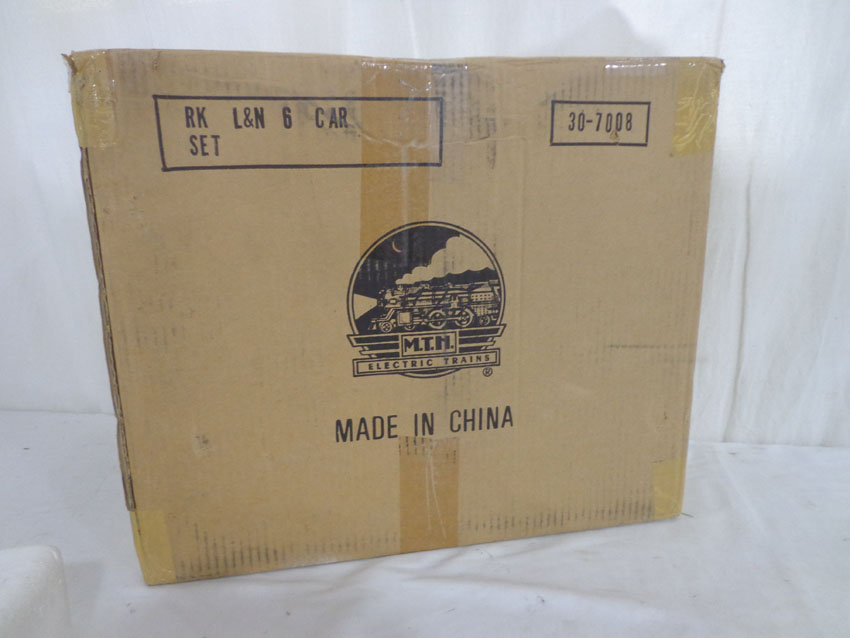 RK L&N 6 CAR
SET
30-7008
M.T.H.
ELECTRIC TRAINS
®
MADE IN CHINA